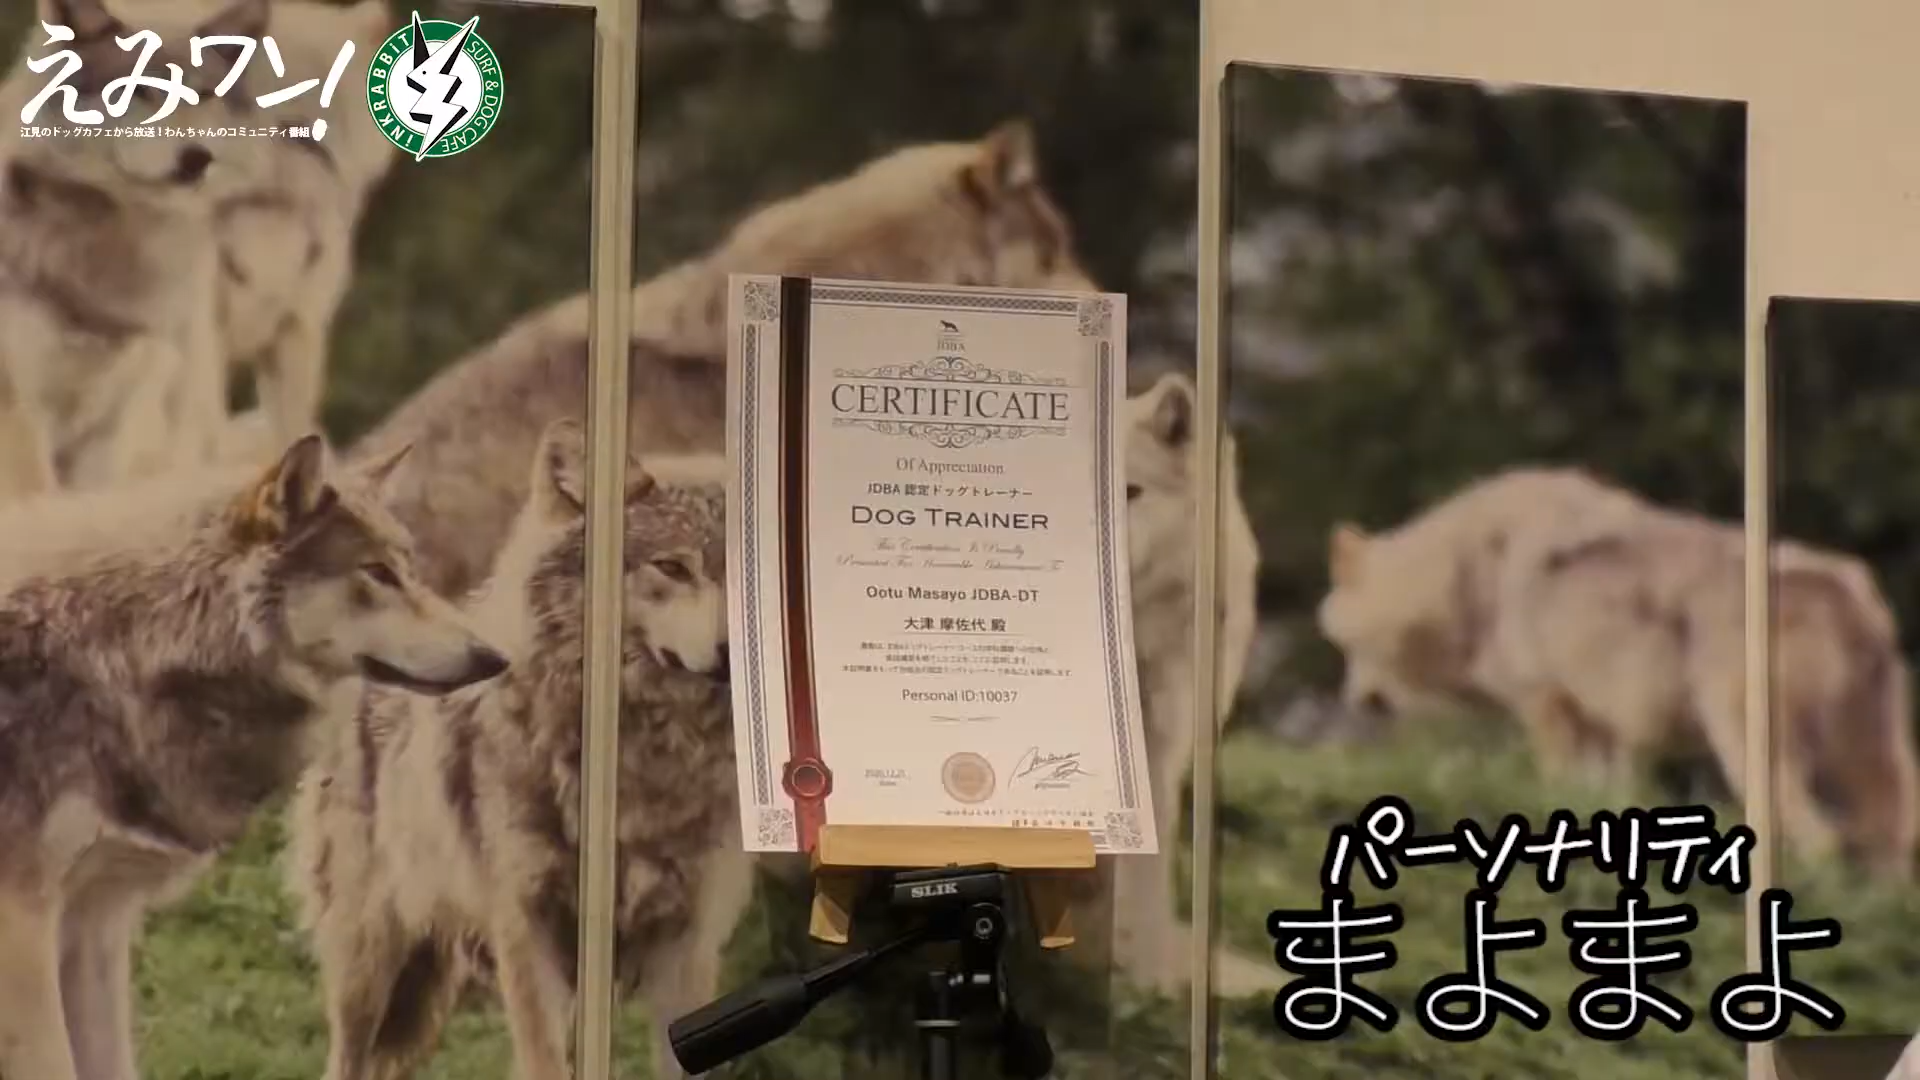 えみワン!
江見のドッグカフェから放送！わんちゃんのコミュニティ番組
iNKRABBiT SURF & DOG CAFE
JDBA
CERTIFICATE
Of Appreciation
JDBA 認定ドッグトレーナー
DOG TRAINER
Ootu Masayo JDBA-DT
大津 摩佐代 殿
Personal ID:10037
SLIK
パーソナリティ
まよまよ